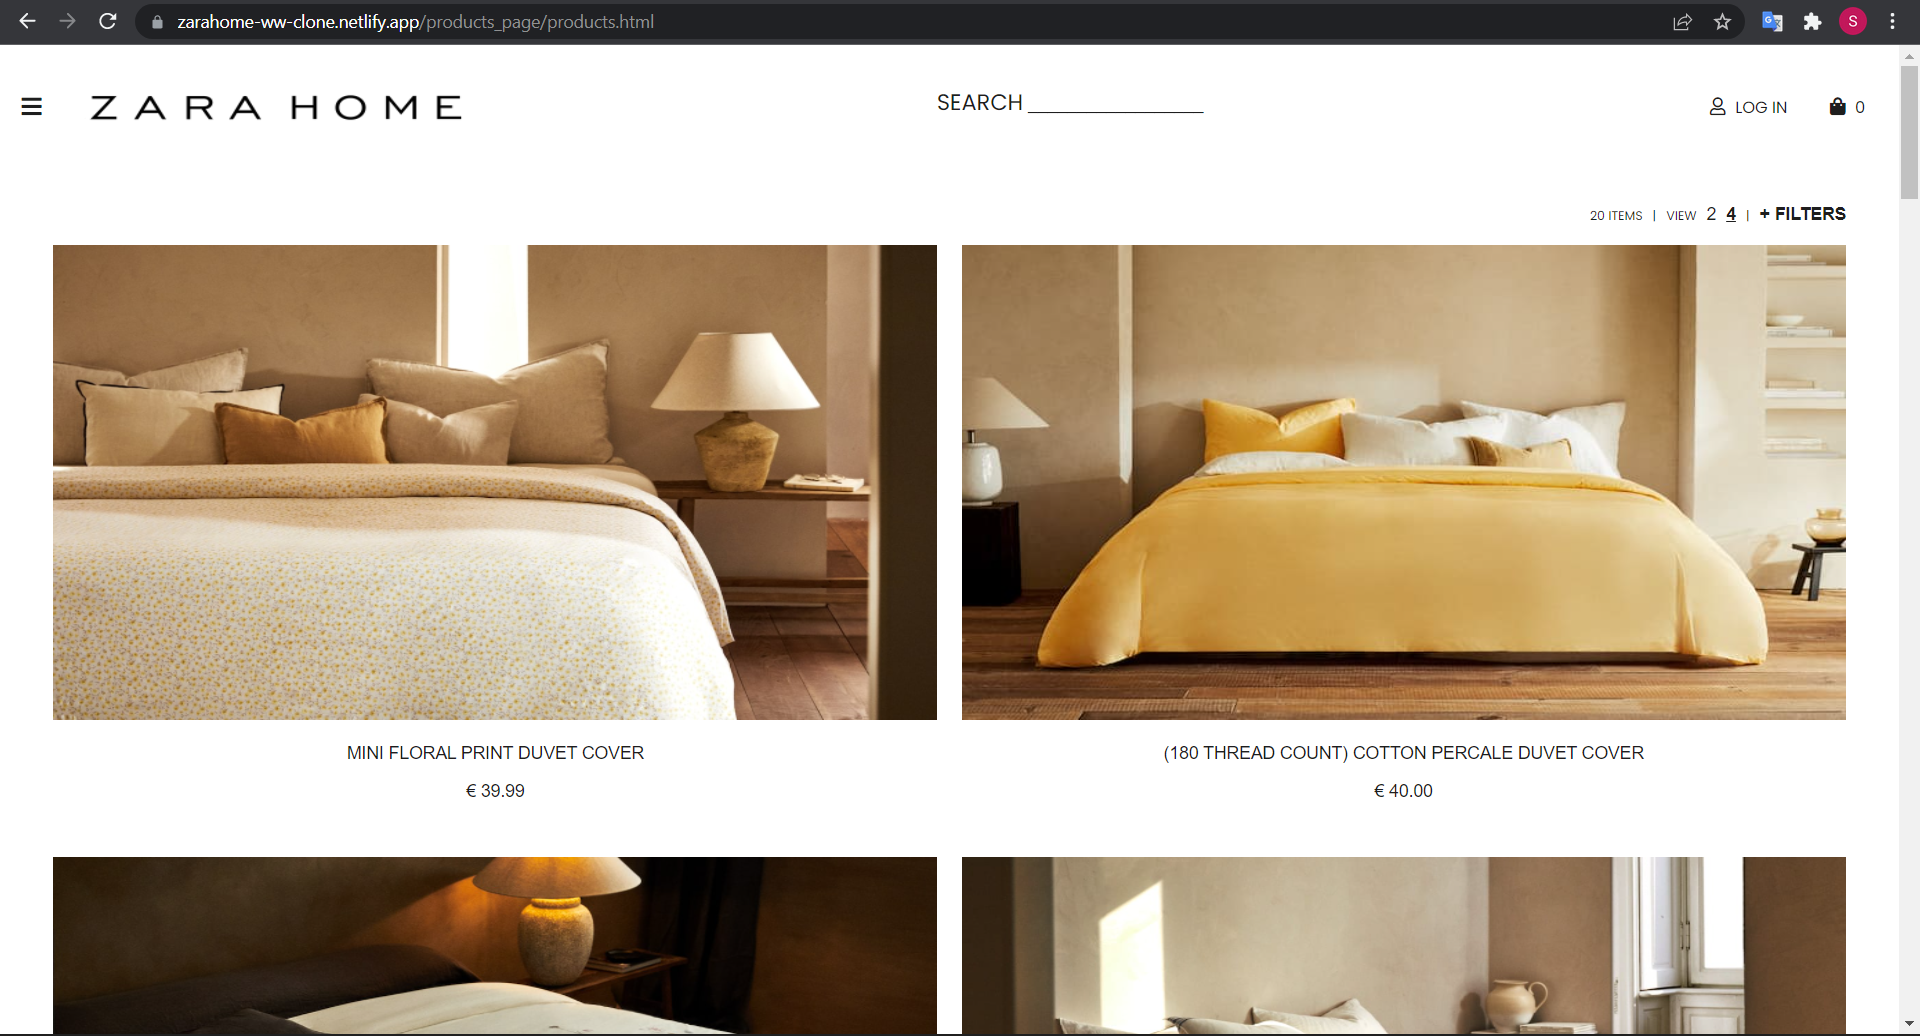 zarahome-ww-clone.netlify.app/products_page/products.html
S
ZARA HOME
SEARCH
LOG IN
0
20 ITEMS | VIEW 2 4 | + FILTERS
MINI FLORAL PRINT DUVET COVER
€ 39.99
(180 THREAD COUNT) COTTON PERCALE DUVET COVER
€ 40.00